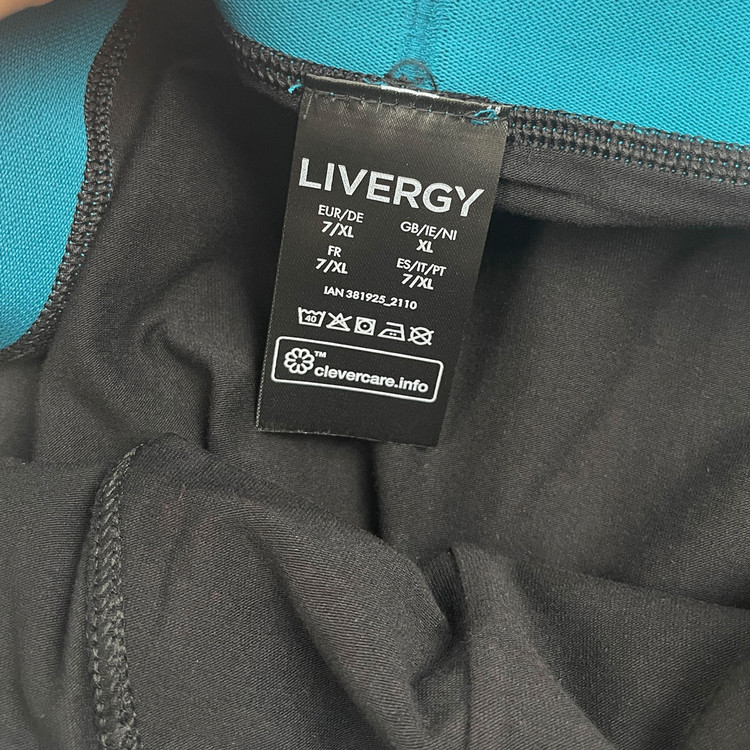 LIVERGY
EUR/DE
7/XL
GB/IE/NI
XL
FR
7/XL
ES/IT/PT
7/XL
IAN 381925_2110
40
™
clevercare.info